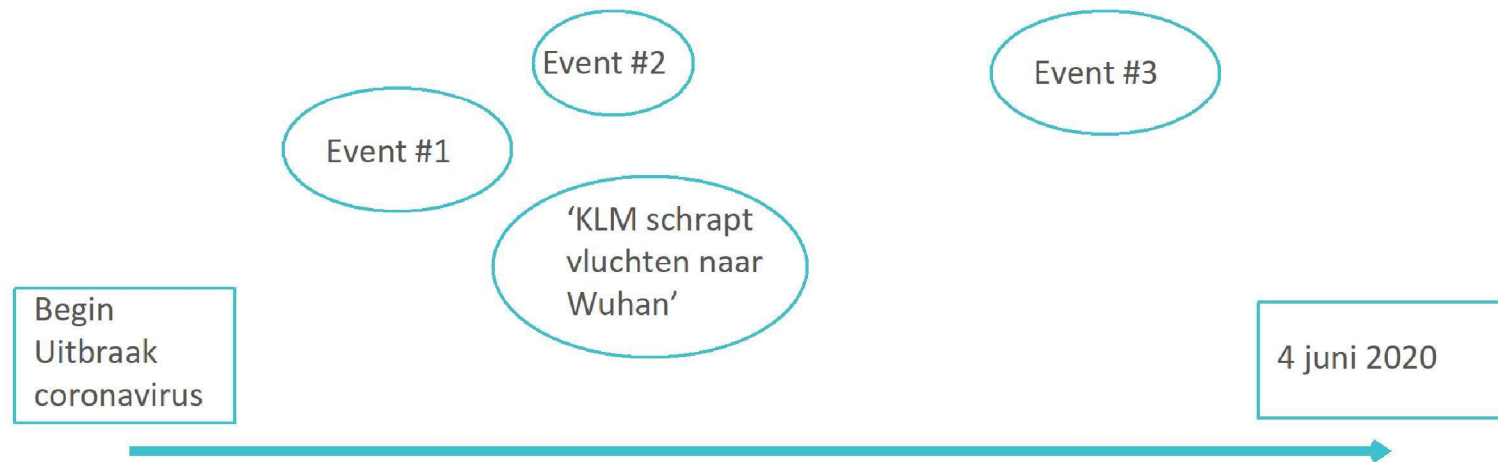 Event #2
Event #3
Event #1
‘KLM schrapt
vluchten naar
Wuhan’
Begin
Uitbraak
coronavirus
4 juni 2020